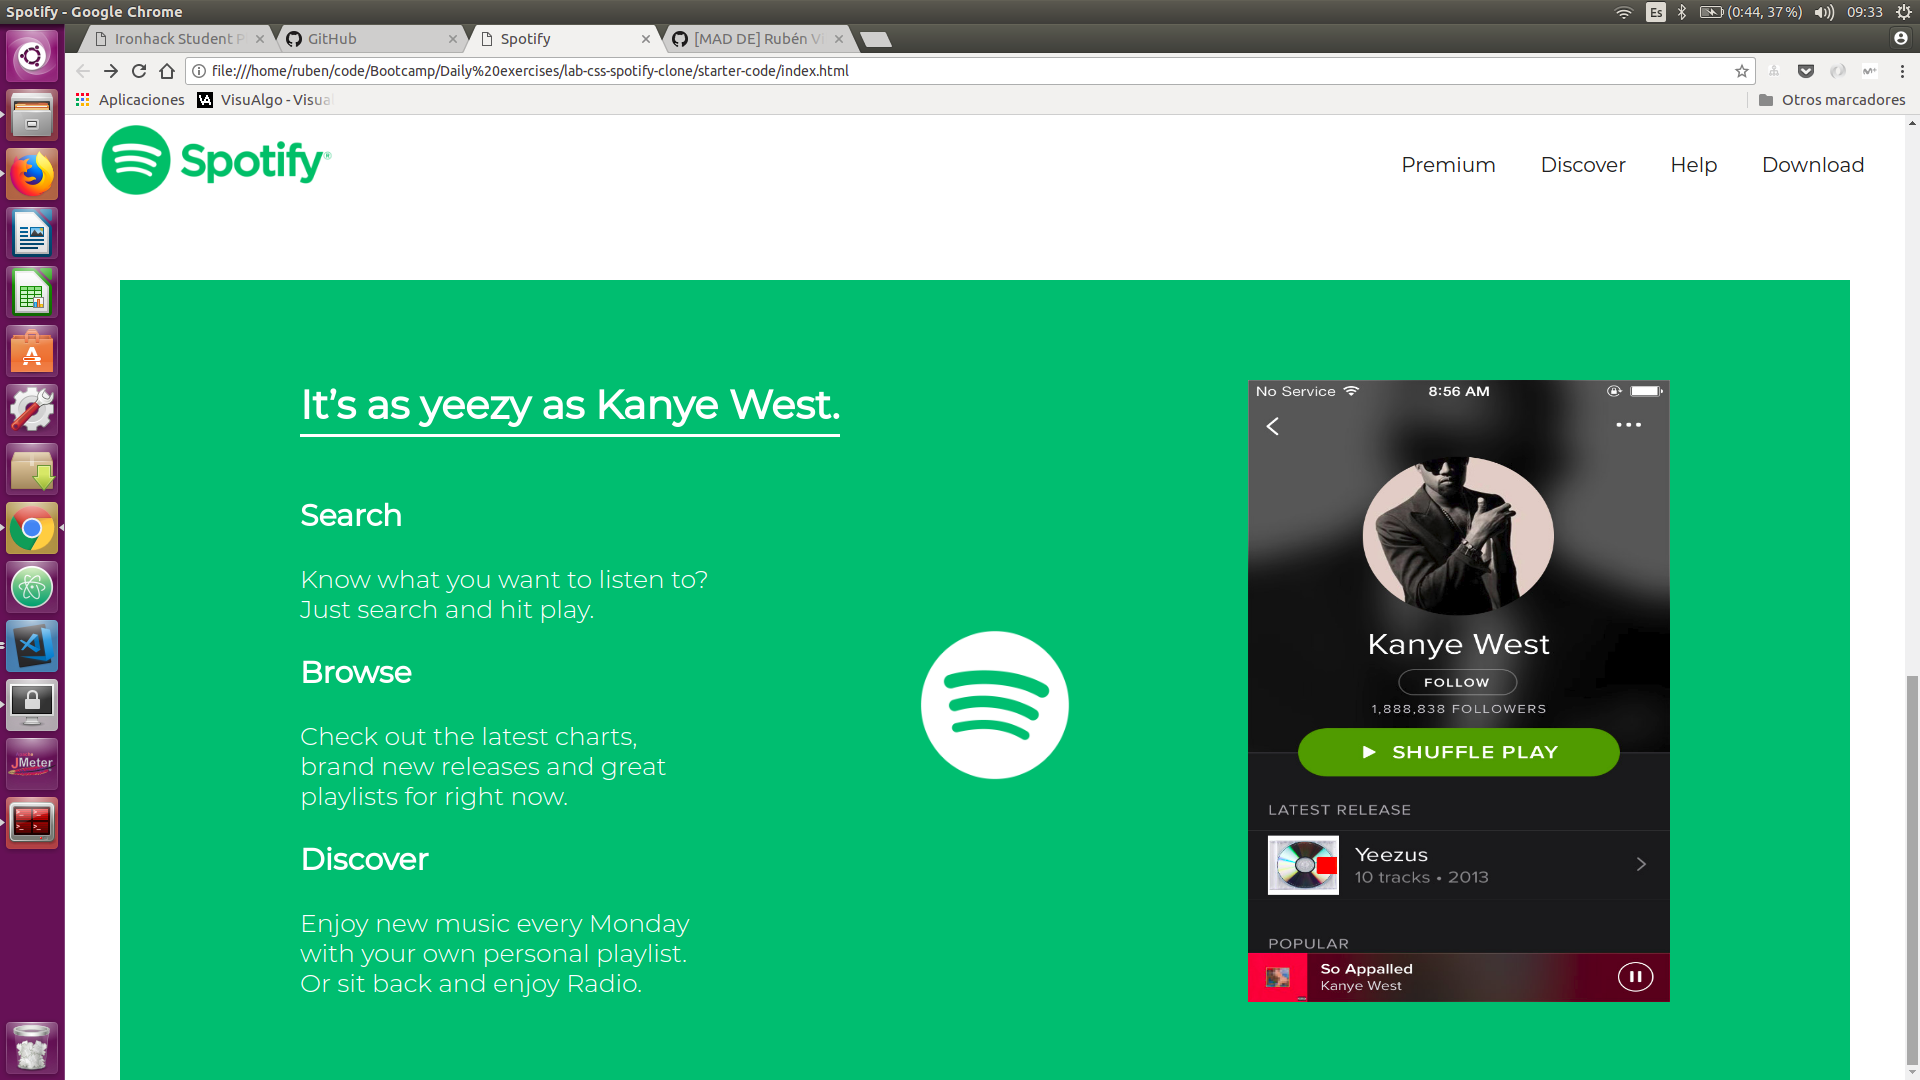 Spotify - Google Chrome
Es
(0:44, 37%)
09:33
Ironhack Student P
GitHub
Spotify
[MAD DE] Rubén Vi
file:///home/ruben/code/Bootcamp/Daily%20exercises/lab-css-spotify-clone/starter-code/index.html
Aplicaciones
VisuAlgo - Visual
Otros marcadores
Spotify®
Premium
Discover
Help
Download
It’s as yeezy as Kanye West.
Search
Know what you want to listen to?
Just search and hit play.
Browse
Check out the latest charts,
brand new releases and great
playlists for right now.
Discover
Enjoy new music every Monday
with your own personal playlist.
Or sit back and enjoy Radio.
No Service
8:56 AM
Kanye West
FOLLOW
1,888,838 FOLLOWERS
SHUFFLE PLAY
LATEST RELEASE
Yeezus
10 tracks • 2013
POPULAR
So Appalled
Kanye West
JMeter